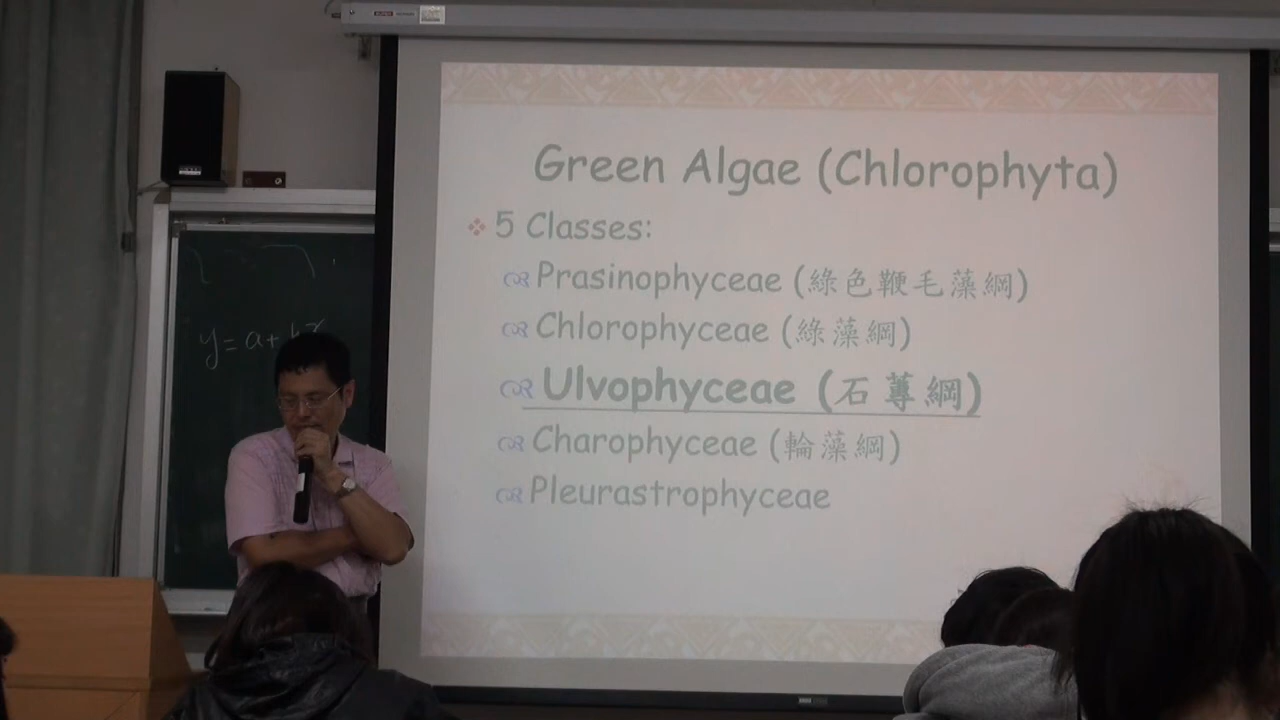 Green Algae (Chlorophyta)
5 Classes:
Prasinophyceae (綠色鞭毛藻綱)
Chlorophyceae (綠藻綱)
Ulvophyceae (石蓴綱)
Charophyceae (輪藻綱)
Pleurastrophyceae
y = a + bx